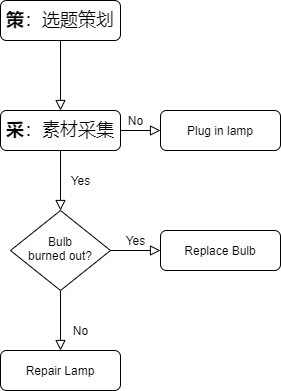 策：选题策划
采：素材采集
No
Plug in lamp
Yes
Bulb
burned out?
Yes
Replace Bulb
No
Repair Lamp